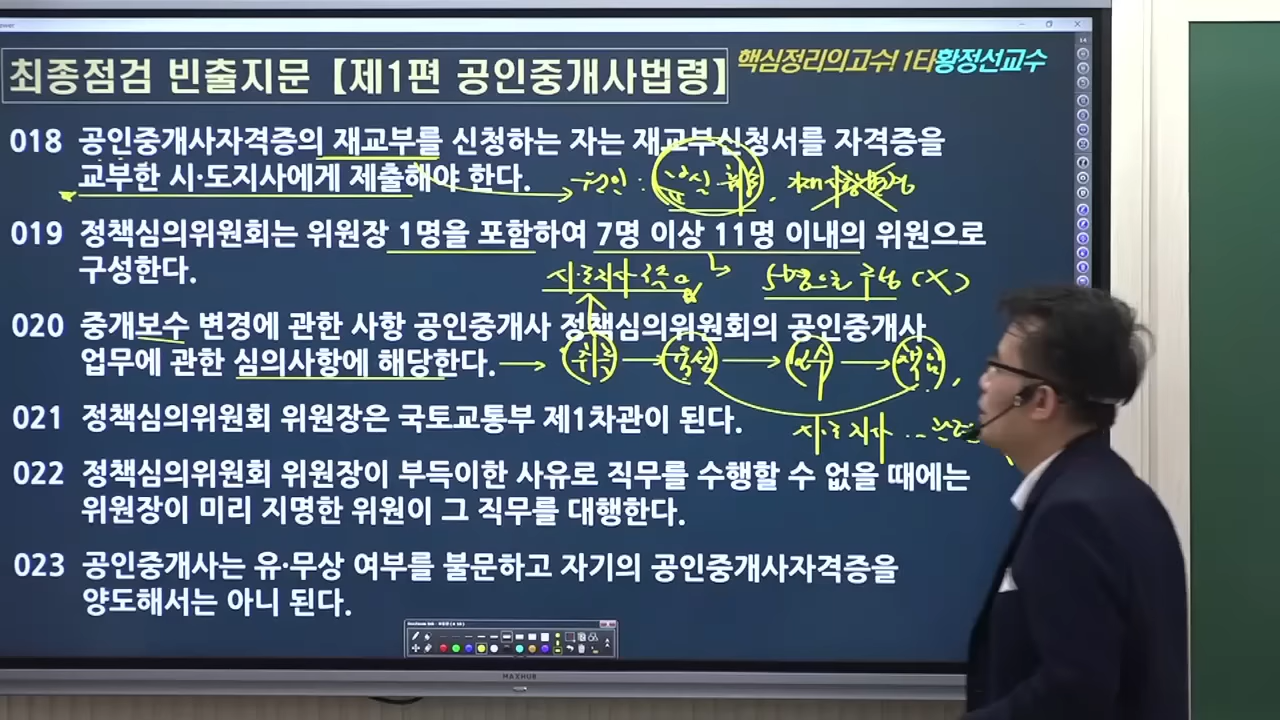 최종점검 빈출지문 【제1편 공인중개사법령】
핵심정리의고수! 1타황정선교수
018 공인중개사자격증의 재교부를 신청하는 자는 재교부신청서를 자격증을
교부한 시·도지사에게 제출해야 한다.
019 정책심의위원회는 위원장 1명을 포함하여 7명 이상 11명 이내의 위원으로
구성한다.
5명으로 구성 (X)
020 중개보수 변경에 관한 사항 공인중개사 정책심의위원회의 공인중개사
업무에 관한 심의사항에 해당한다.
시·도지사
021 정책심의위원회 위원장은 국토교통부 제1차관이 된다.
022 정책심의위원회 위원장이 부득이한 사유로 직무를 수행할 수 없을 때에는
위원장이 미리 지명한 위원이 그 직무를 대행한다.
023 공인중개사는 유·무상 여부를 불문하고 자기의 공인중개사자격증을
양도해서는 아니 된다.
MAXHUB